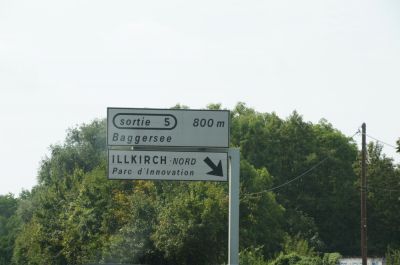 sortie 5 800 m
Baggersee
ILLKIRCH-NORD
Parc d'Innovation